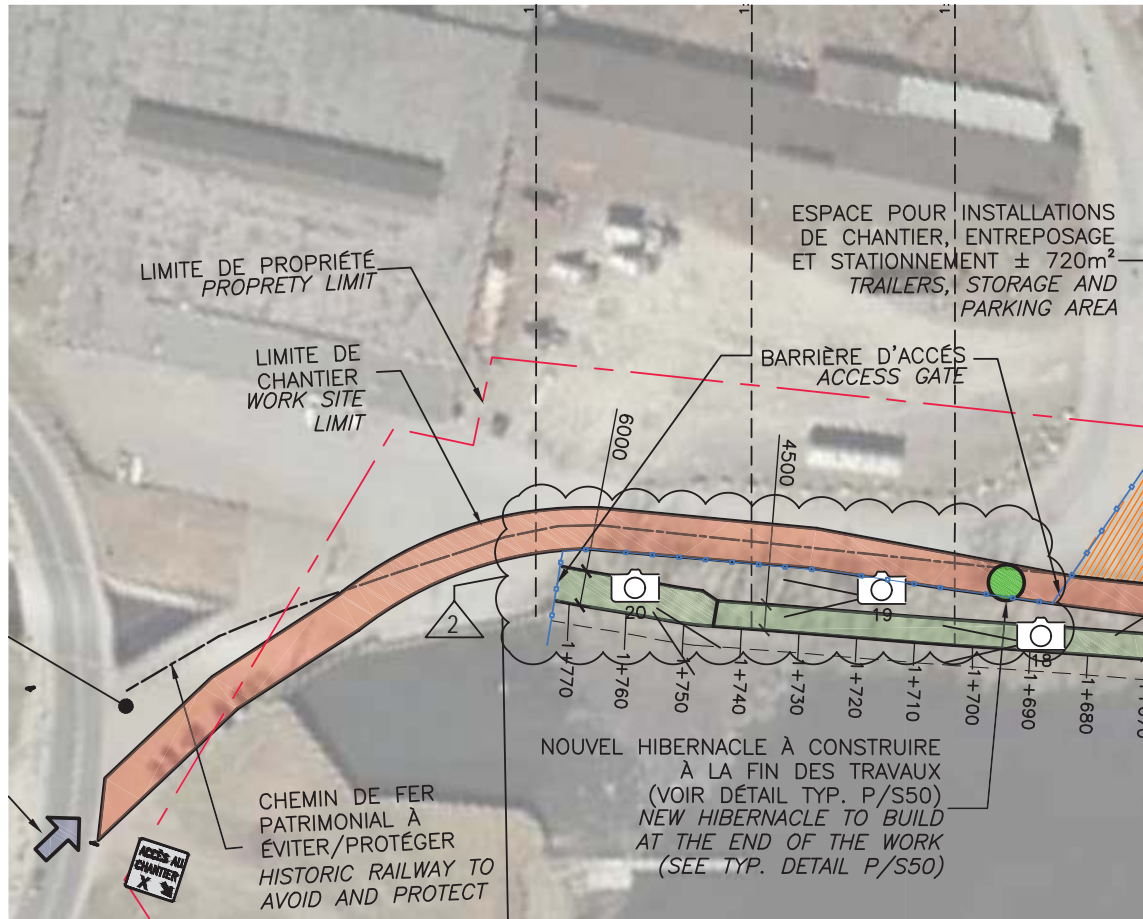 ESPACE POUR INSTALLATIONS
DE CHANTIER, ENTREPOSAGE
ET STATIONNEMENT ± 720m²
TRAILERS, STORAGE AND
PARKING AREA
LIMITE DE PROPRIÉTÉ
PROPRETY LIMIT
LIMITE DE
CHANTIER
WORK SITE
LIMIT
BARRIÈRE D'ACCÉS
ACCESS GATE
6000
4500
20
19
18
2
1+770
1+760
1+750
1+740
1+730
1+720
1+710
1+700
1+690
1+680
NOUVEL HIBERNACLE À CONSTRUIRE
À LA FIN DES TRAVAUX
(VOIR DÉTAIL TYP. P/S50)
NEW HIBERNACLE TO BUILD
AT THE END OF THE WORK
(SEE TYP. DETAIL P/S50)
CHEMIN DE FER
PATRIMONIAL À
ÉVITER/PROTÉGER
HISTORIC RAILWAY TO
AVOID AND PROTECT
ACCÈS AU
CHANTIER
X